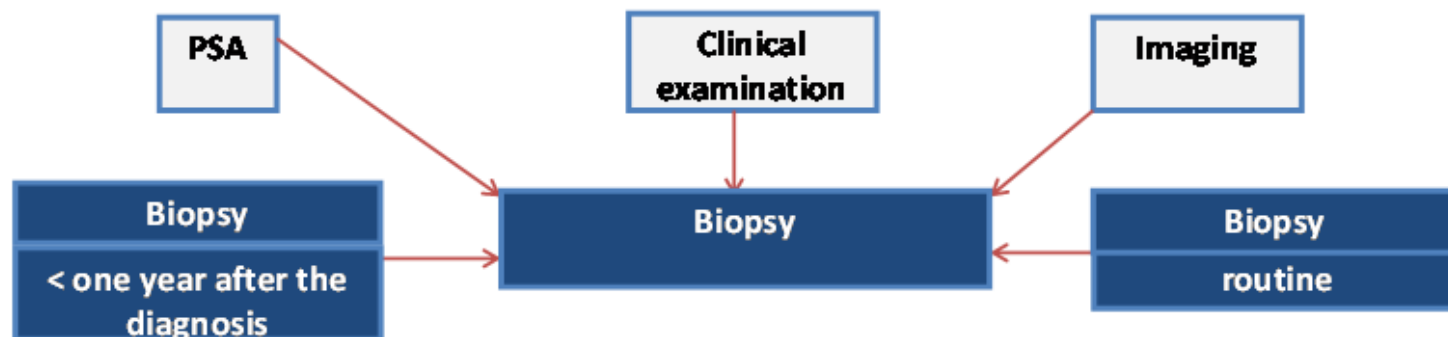 PSA
Clinical
examination
Imaging
Biopsy
< one year after the
diagnosis
Biopsy
Biopsy
routine